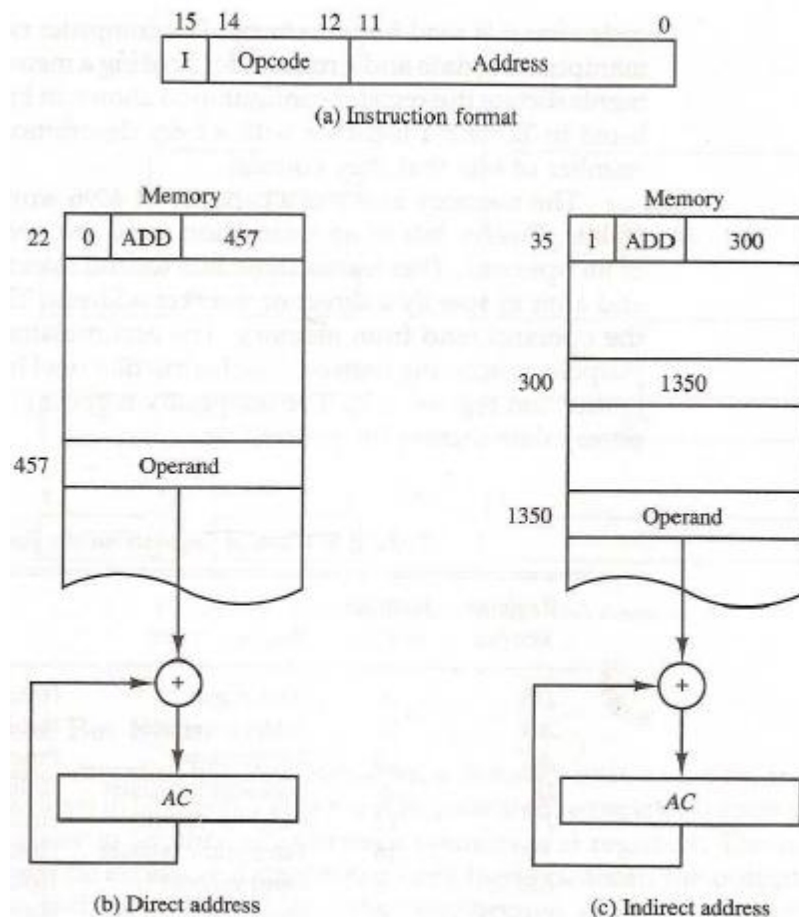 15 14 12 11 0
I Opcode Address
(a) Instruction format
Memory
22 0 ADD 457
457 Operand
+
AC
(b) Direct address
Memory
35 1 ADD 300
300 1350
1350 Operand
+
AC
(c) Indirect address